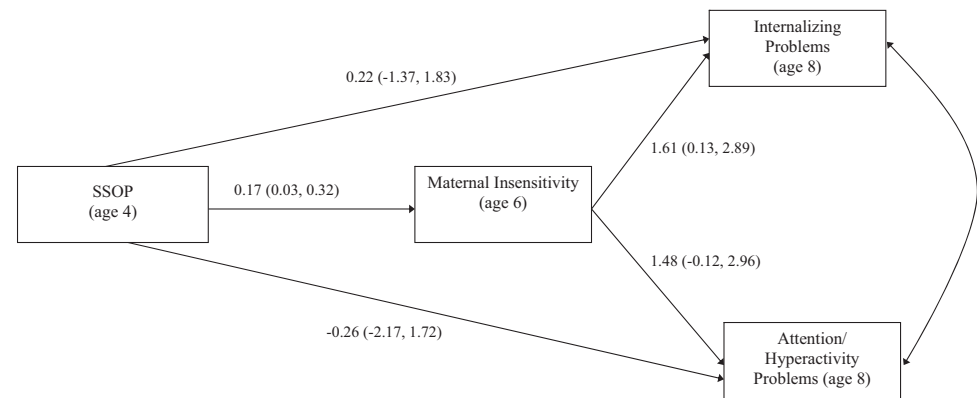 Internalizing
Problems
(age 8)
0.22 (-1.37, 1.83)
1.61 (0.13, 2.89)
SSOP
(age 4)
0.17 (0.03, 0.32)
Maternal Insensitivity
(age 6)
1.48 (-0.12, 2.96)
-0.26 (-2.17, 1.72)
Attention/
Hyperactivity
Problems (age 8)